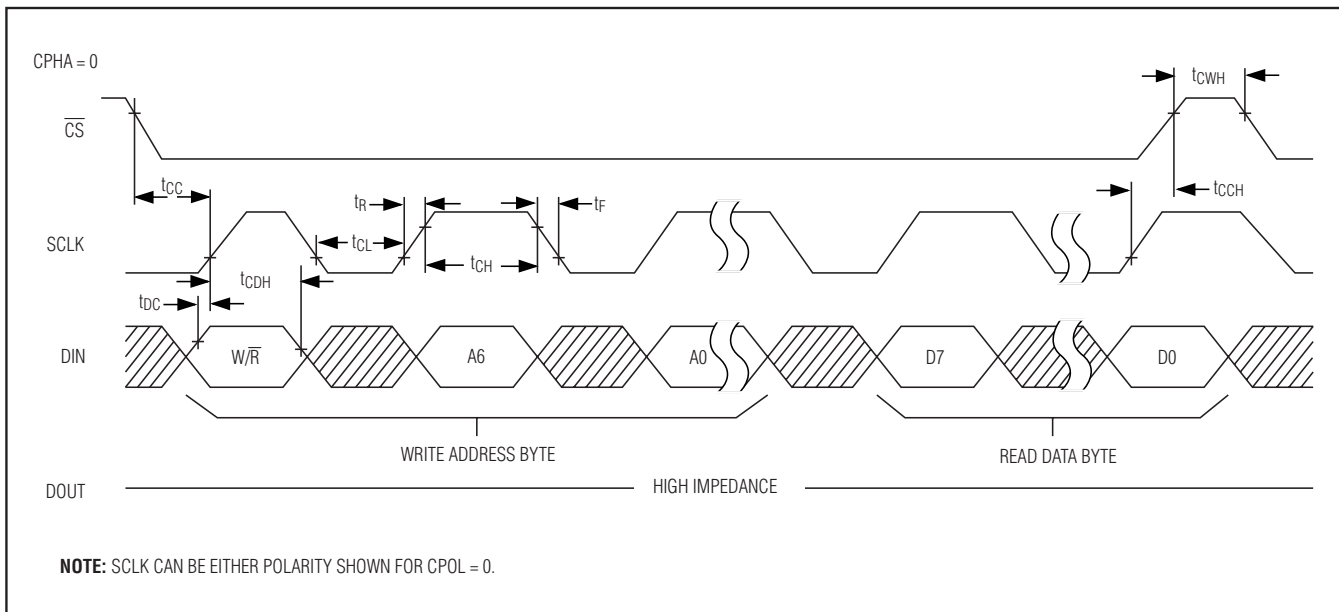 CPHA = 0
tCWH
CS
tCC
tCCH
tR
tF
SCLK
tCL
tCH
tCDH
tDC
DIN
W/R
A6
A0
D7
D0
WRITE ADDRESS BYTE
READ DATA BYTE
DOUT
HIGH IMPEDANCE
NOTE: SCLK CAN BE EITHER POLARITY SHOWN FOR CPOL = 0.